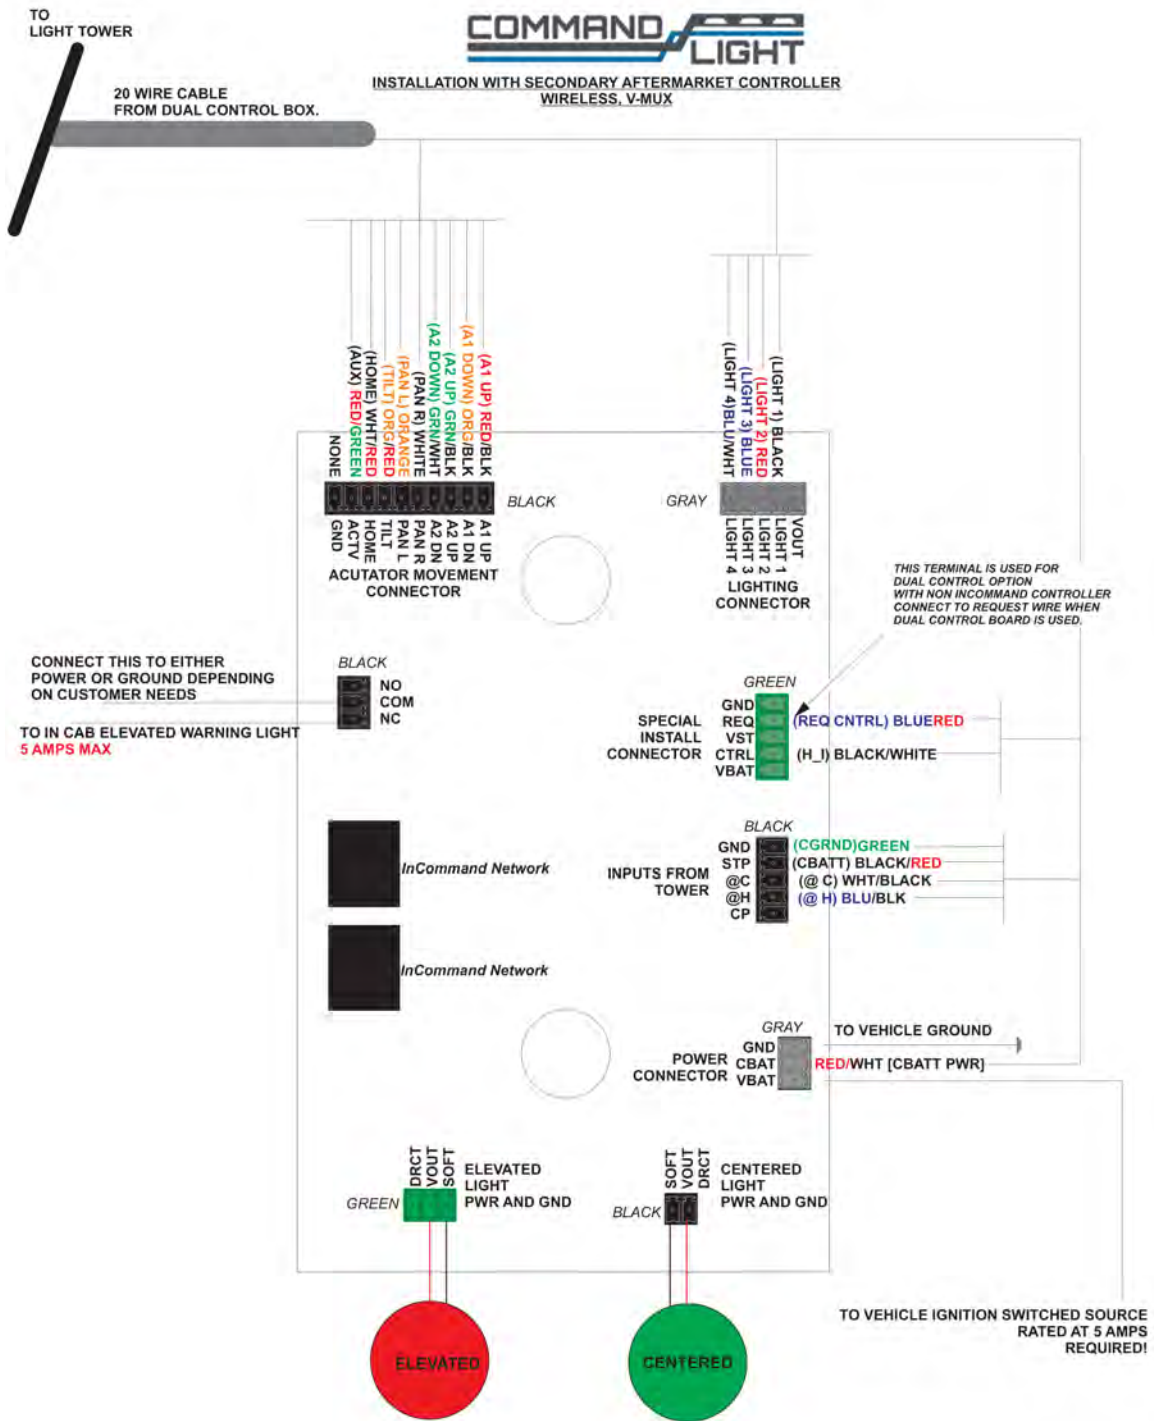 TO
LIGHT TOWER
COMMAND
LIGHT
INSTALLATION WITH SECONDARY AFTERMARKET CONTROLLER
WIRELESS, V-MUX
20 WIRE CABLE
FROM DUAL CONTROL BOX.
NONE
(AUX) RED/GREEN
(HOME) WHT/RED
(TILT) ORG/RED
(PAN L) ORANGE
(PAN R) WHITE
(A2 DOWN) GRN/WHT
(A2 UP) GRN/BLK
(A1 DOWN) ORG/BLK
(A1 UP) RED/BLK
BLACK
GND
ACTV
HOME
TILT
PAN L
PAN R
A2 DN
A2 UP
A1 DN
A1 UP
ACUTATOR MOVEMENT
CONNECTOR
(LIGHT 4)BLU/WHT
(LIGHT 3) BLUE
(LIGHT 2) RED
(LIGHT 1) BLACK
GRAY
LIGHT 4
LIGHT 3
LIGHT 2
LIGHT 1
VOUT
LIGHTING
CONNECTOR
THIS TERMINAL IS USED FOR
DUAL CONTROL OPTION
WITH NON INCOMMAND CONTROLLER
CONNECT TO REQUEST WIRE WHEN
DUAL CONTROL BOARD IS USED.
CONNECT THIS TO EITHER
POWER OR GROUND DEPENDING
ON CUSTOMER NEEDS
TO IN CAB ELEVATED WARNING LIGHT
5 AMPS MAX
BLACK
NO
COM
NC
GREEN
SPECIAL
INSTALL
CONNECTOR
GND
REQ
VST
CTRL
VBAT
(REQ CNTRL) BLUERED
(H_I) BLACK/WHITE
BLACK
INPUTS FROM
TOWER
GND
STP
@C
@H
CP
(CGRND)GREEN
(CBATT) BLACK/RED
(@ C) WHT/BLACK
(@ H) BLU/BLK
InCommand Network
InCommand Network
GRAY
POWER
CONNECTOR
GND
CBAT
VBAT
TO VEHICLE GROUND
RED/WHT [CBATT PWR]
DRCT
VOUT
SOFT
GREEN
ELEVATED
LIGHT
PWR AND GND
SOFT
VOUT
DRCT
BLACK
CENTERED
LIGHT
PWR AND GND
TO VEHICLE IGNITION SWITCHED SOURCE
RATED AT 5 AMPS
REQUIRED!
ELEVATED
CENTERED